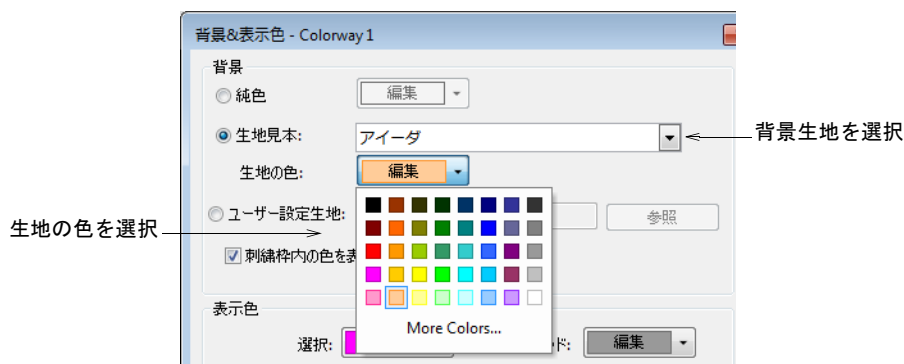 背景&表示色 - Colorway 1
背景
純色
編集
生地見本:
アイーダ
背景生地を選択
生地の色:
編集
ユーザー設定生地:
参照
生地の色を選択
刺繍枠内の色を表
More Colors...
表示色
選択:
ド:
編集